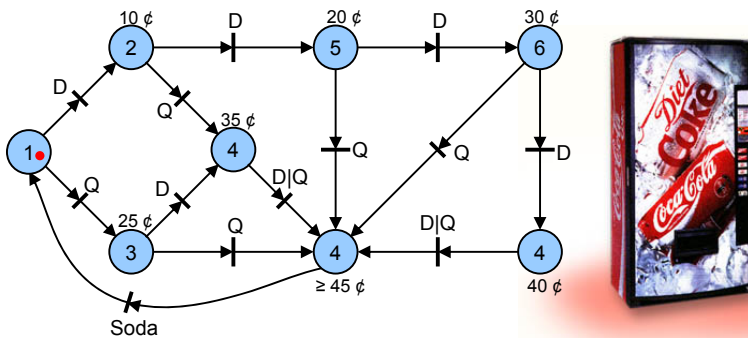 10 ¢
20 ¢
30 ¢
2
D
5
D
6
D
Q
35 ¢
1
4
Q
Q
D
Q
D
D|Q
25 ¢
3
Q
4
D|Q
4
≥ 45 ¢
40 ¢
Soda
Diet
Coke
Coca-Cola